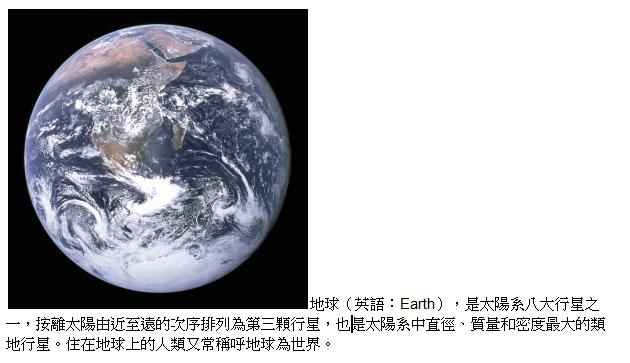 地球（英語：Earth），是太陽系八大行星之
一，按離太陽由近至遠的次序排列為第三顆行星，也是太陽系中直徑、質量和密度最大的類
地行星。住在地球上的人類又常稱呼地球為世界。